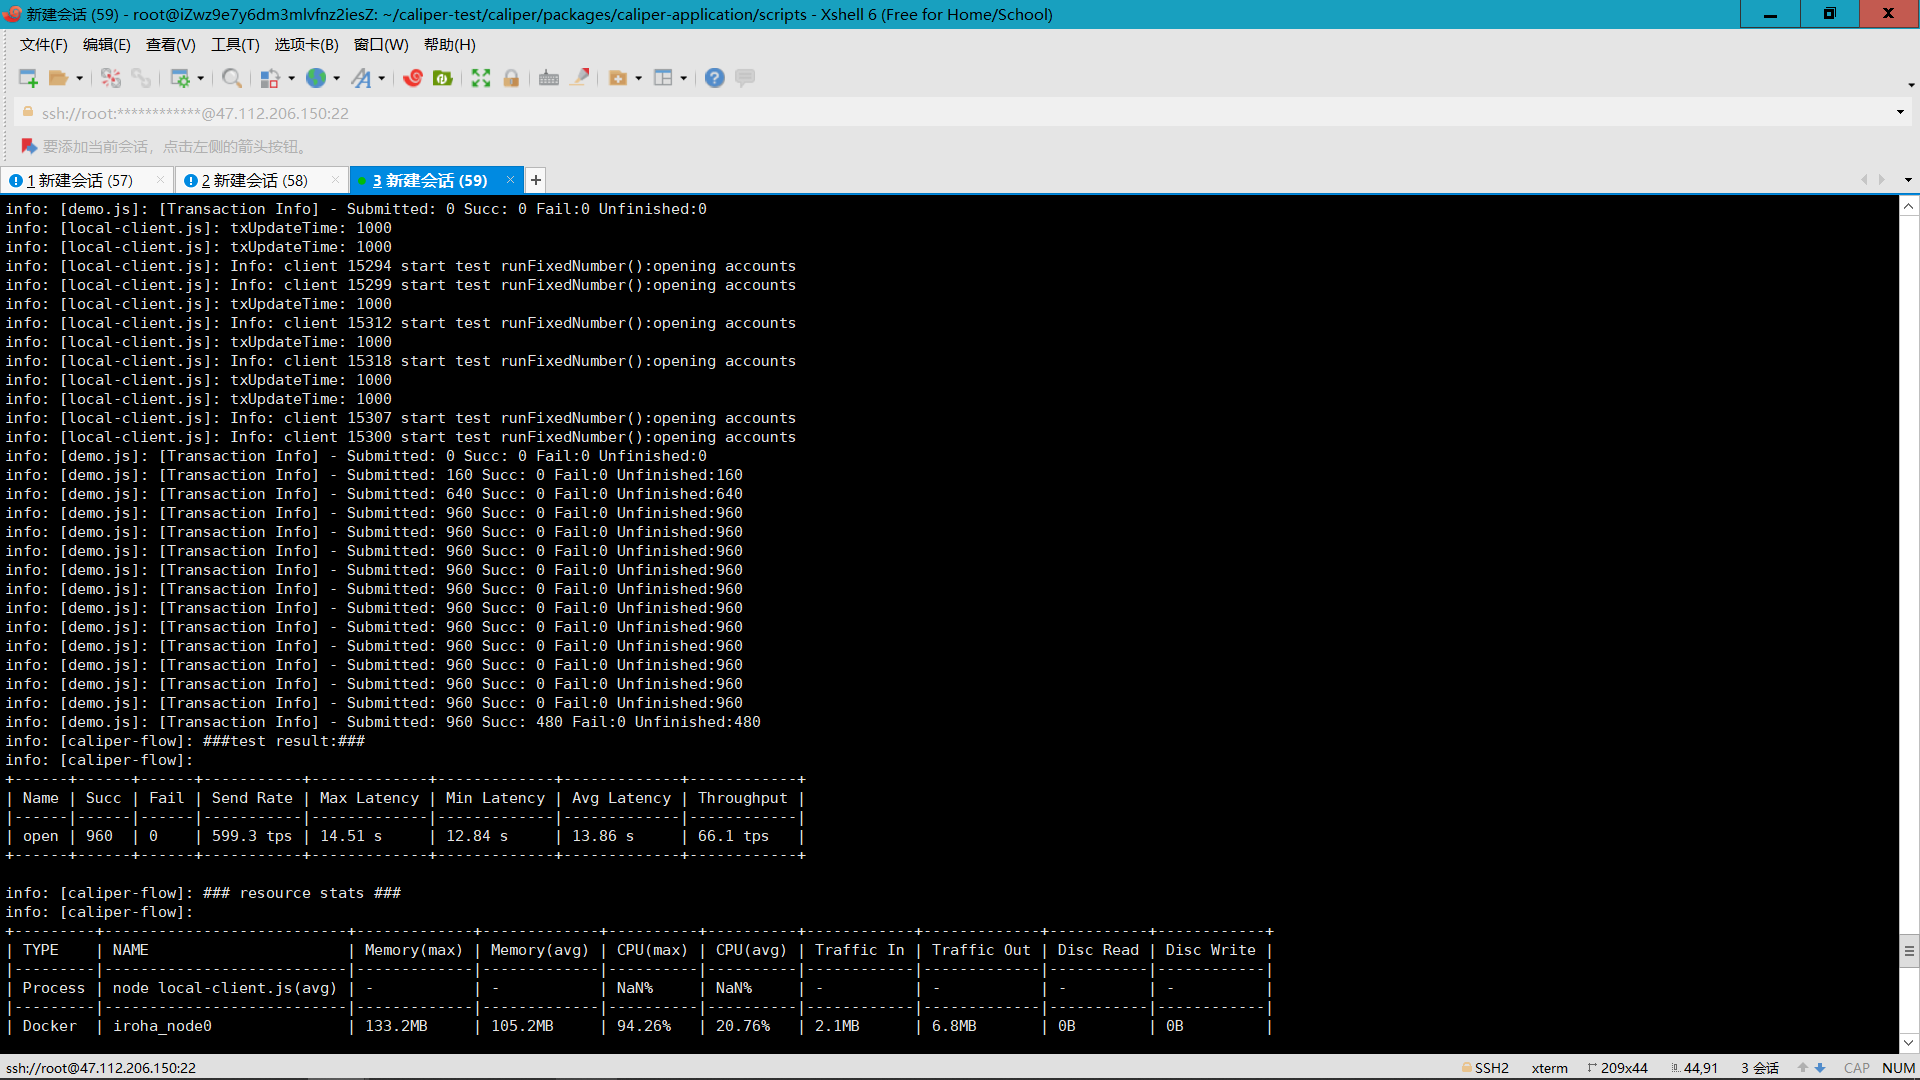 新建会话 (59) - root@iZwz9e7y6dm3mlvfnz2iesZ: ~/caliper-test/caliper/packages/caliper-application/scripts - Xshell 6 (Free for Home/School)
文件(F) 编辑(E) 查看(V) 工具(T) 选项卡(B) 窗口(W) 帮助(H)
ssh://root:************@47.112.206.150:22
要添加当前会话，点击左侧的箭头按钮。
1 新建会话 (57) 2 新建会话 (58) 3 新建会话 (59) +
info: [demo.js]: [Transaction Info] - Submitted: 0 Succ: 0 Fail:0 Unfinished:0
info: [local-client.js]: txUpdateTime: 1000
info: [local-client.js]: txUpdateTime: 1000
info: [local-client.js]: Info: client 15294 start test runFixedNumber():opening accounts
info: [local-client.js]: Info: client 15299 start test runFixedNumber():opening accounts
info: [local-client.js]: txUpdateTime: 1000
info: [local-client.js]: Info: client 15312 start test runFixedNumber():opening accounts
info: [local-client.js]: txUpdateTime: 1000
info: [local-client.js]: Info: client 15318 start test runFixedNumber():opening accounts
info: [local-client.js]: txUpdateTime: 1000
info: [local-client.js]: txUpdateTime: 1000
info: [local-client.js]: Info: client 15307 start test runFixedNumber():opening accounts
info: [local-client.js]: Info: client 15300 start test runFixedNumber():opening accounts
info: [demo.js]: [Transaction Info] - Submitted: 0 Succ: 0 Fail:0 Unfinished:0
info: [demo.js]: [Transaction Info] - Submitted: 160 Succ: 0 Fail:0 Unfinished:160
info: [demo.js]: [Transaction Info] - Submitted: 640 Succ: 0 Fail:0 Unfinished:640
info: [demo.js]: [Transaction Info] - Submitted: 960 Succ: 0 Fail:0 Unfinished:960
info: [demo.js]: [Transaction Info] - Submitted: 960 Succ: 0 Fail:0 Unfinished:960
info: [demo.js]: [Transaction Info] - Submitted: 960 Succ: 0 Fail:0 Unfinished:960
info: [demo.js]: [Transaction Info] - Submitted: 960 Succ: 0 Fail:0 Unfinished:960
info: [demo.js]: [Transaction Info] - Submitted: 960 Succ: 0 Fail:0 Unfinished:960
info: [demo.js]: [Transaction Info] - Submitted: 960 Succ: 0 Fail:0 Unfinished:960
info: [demo.js]: [Transaction Info] - Submitted: 960 Succ: 0 Fail:0 Unfinished:960
info: [demo.js]: [Transaction Info] - Submitted: 960 Succ: 0 Fail:0 Unfinished:960
info: [demo.js]: [Transaction Info] - Submitted: 960 Succ: 0 Fail:0 Unfinished:960
info: [demo.js]: [Transaction Info] - Submitted: 960 Succ: 0 Fail:0 Unfinished:960
info: [demo.js]: [Transaction Info] - Submitted: 960 Succ: 0 Fail:0 Unfinished:960
info: [demo.js]: [Transaction Info] - Submitted: 960 Succ: 480 Fail:0 Unfinished:480
info: [caliper-flow]: ###test result:###
info: [caliper-flow]:
+------+------+------+-----------+-------------+-------------+-------------+------------+
| Name | Succ | Fail | Send Rate | Max Latency | Min Latency | Avg Latency | Throughput |
|------|------|------|-----------|-------------|-------------|-------------|------------|
| open | 960  | 0    | 599.3 tps | 14.51 s     | 12.84 s     | 13.86 s     | 66.1 tps   |
+------+------+------+-----------+-------------+-------------+-------------+------------+
info: [caliper-flow]: ### resource stats ###
info: [caliper-flow]:
+---------+---------------------------+-------------+-------------+----------+----------+------------+-------------+-----------+------------+
| TYPE    | NAME                      | Memory(max) | Memory(avg) | CPU(max) | CPU(avg) | Traffic In | Traffic Out | Disc Read | Disc Write |
|---------|---------------------------|-------------|-------------|----------|----------|------------|-------------|-----------|------------|
| Process | node local-client.js(avg) | -           | -           | NaN%     | NaN%     | -          | -           | -         | -          |
|---------|---------------------------|-------------|-------------|----------|----------|------------|-------------|-----------|------------|
| Docker  | iroha_node0               | 133.2MB     | 105.2MB     | 94.26%   | 20.76%   | 2.1MB      | 6.8MB       | 0B        | 0B         |
ssh://root@47.112.206.150:22 SSH2 xterm 209x44 44,91 3 会话 CAP NUM